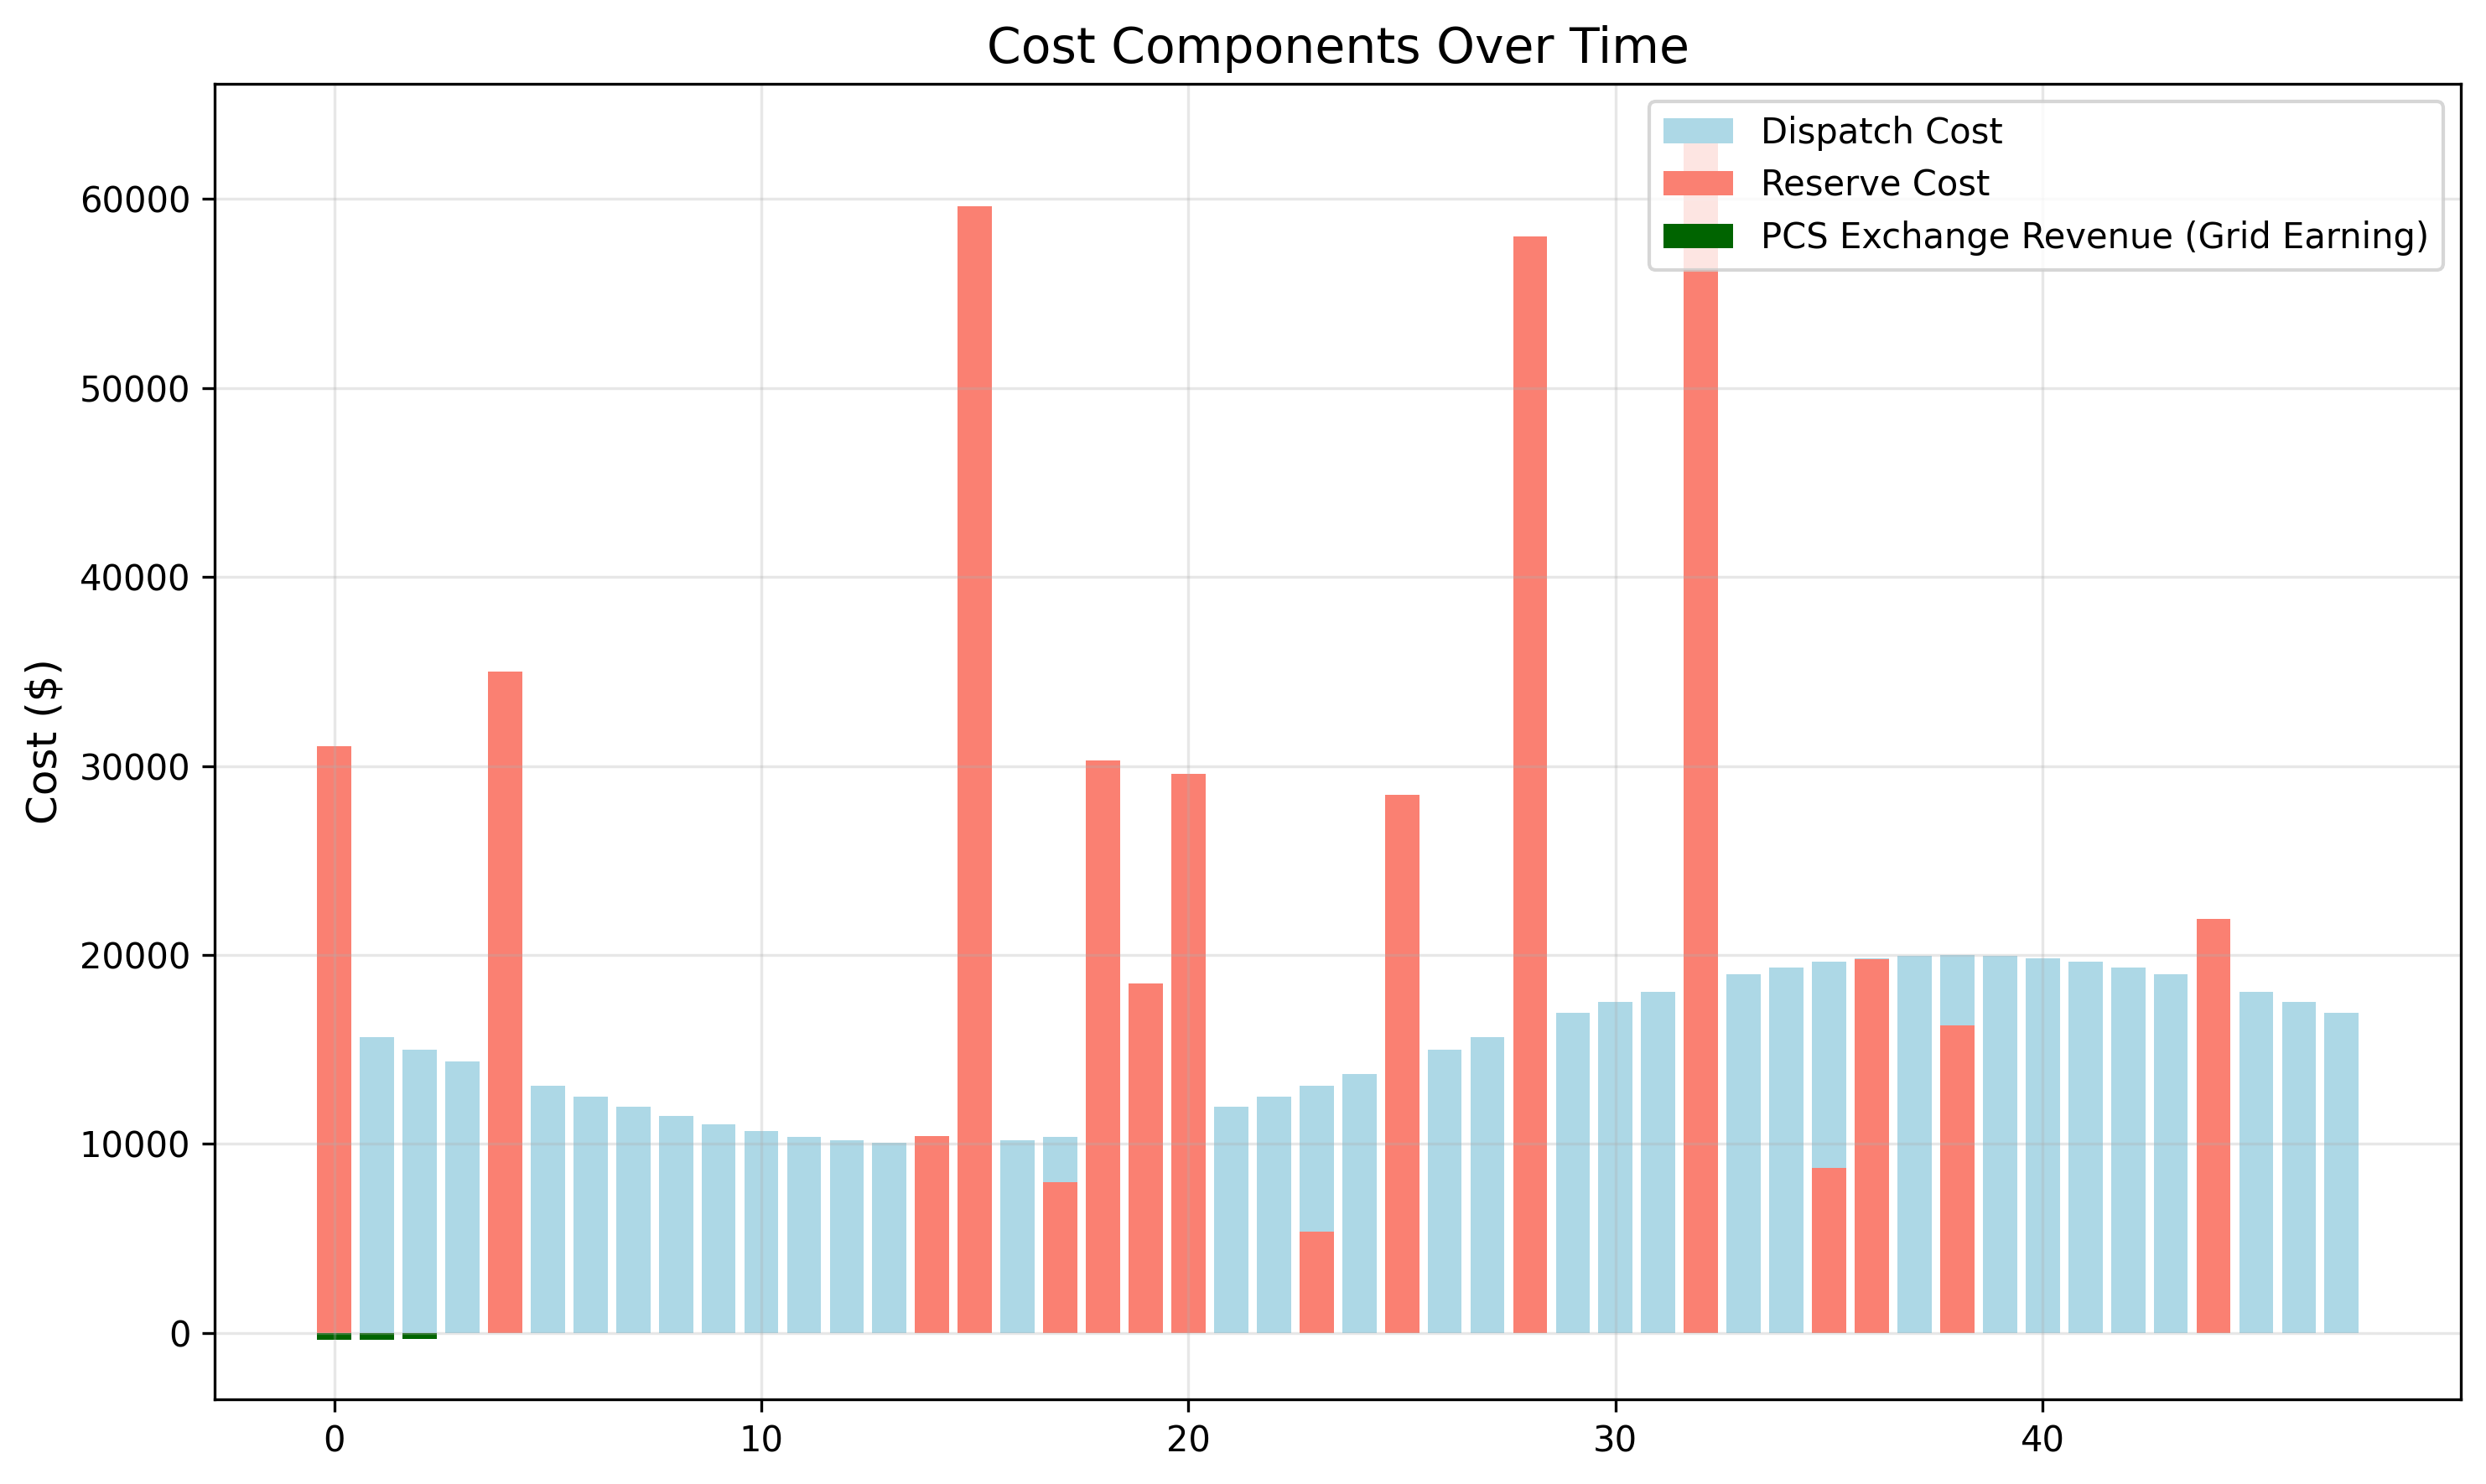 Cost Components Over Time
Dispatch Cost
Reserve Cost
PCS Exchange Revenue (Grid Earning)
Cost ($)
60000
50000
40000
30000
20000
10000
0
0 10 20 30 40